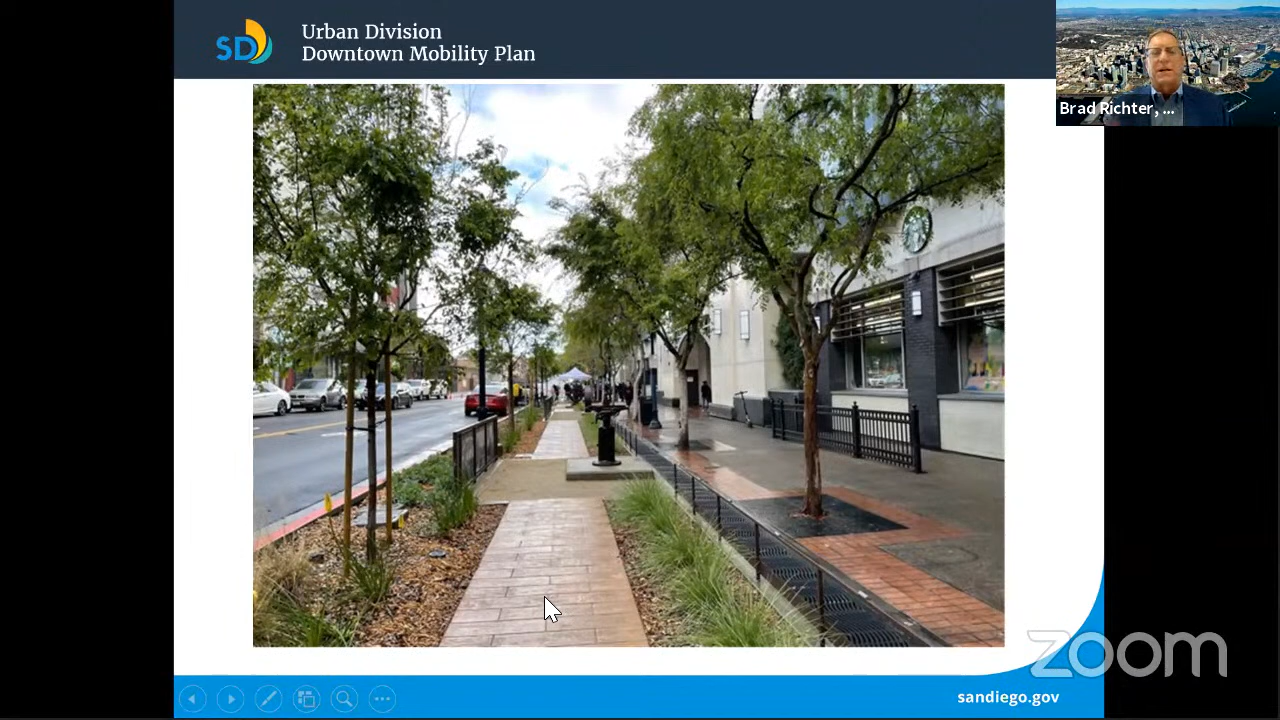 SD
Urban Division
Downtown Mobility Plan
Brad Richter, ...
zoom
sandiego.gov